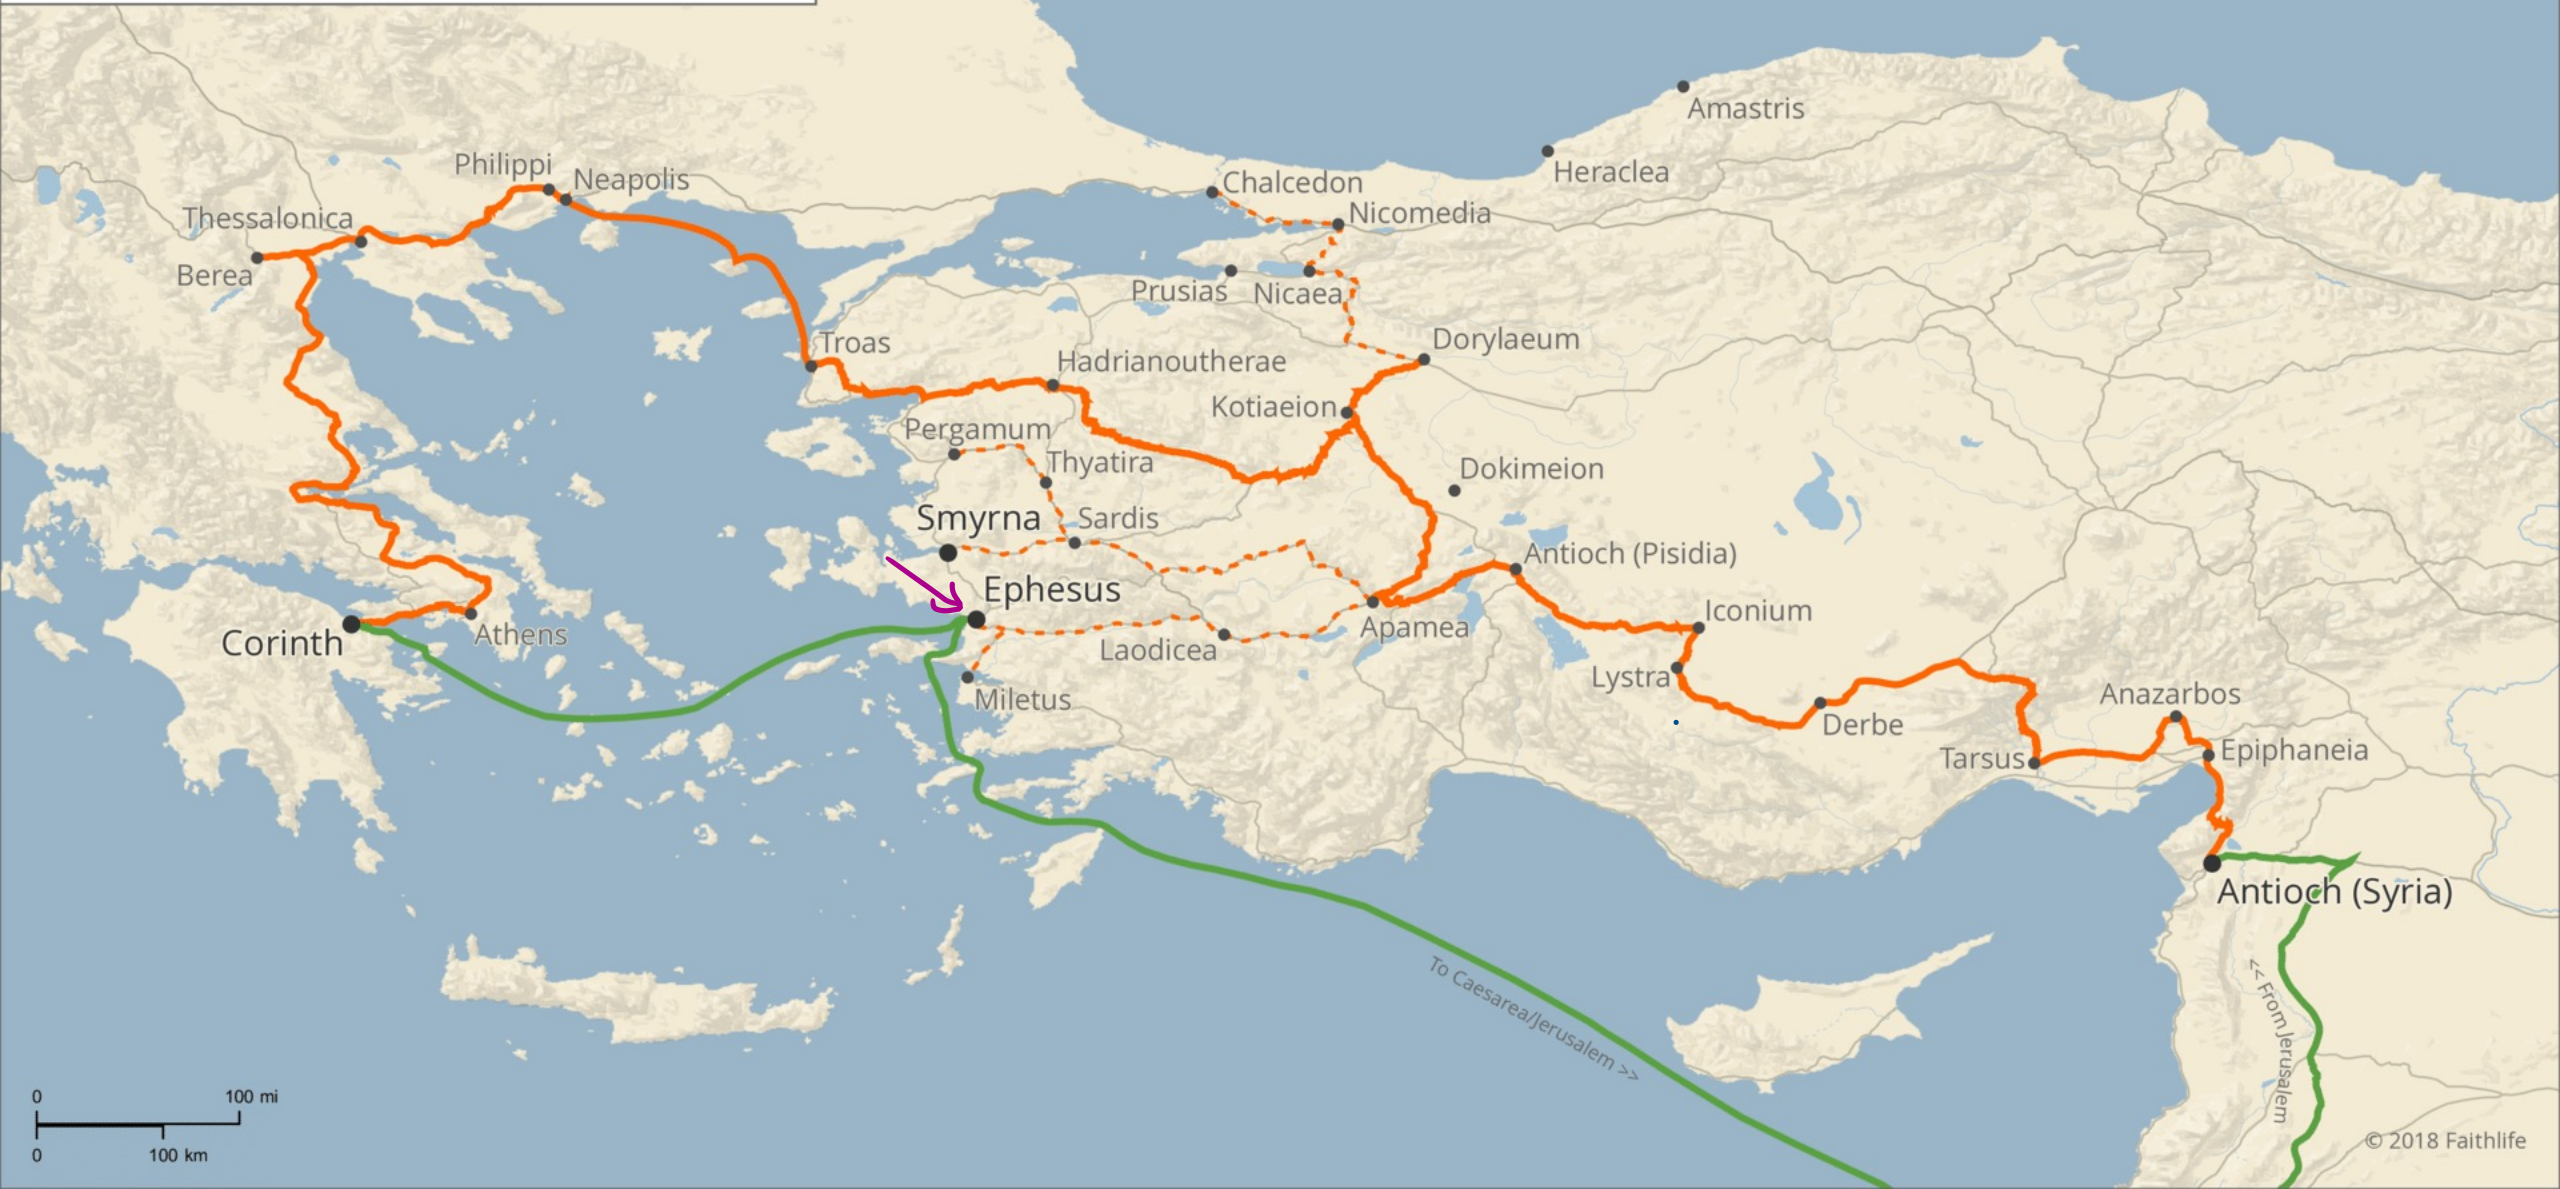 Amastris
Heraclea
Philippi
Neapolis
Chalcedon
Nicomedia
Thessalonica
Berea
Prusias
Nicaea
Troas
Dorylaeum
Hadrianoutherae
Kotiaeion
Pergamum
Thyatira
Dokimeion
Smyrna
Sardis
Antioch (Pisidia)
Ephesus
Iconium
Corinth
Athens
Apamea
Laodicea
Lystra
Miletus
Derbe
Anazarbos
Tarsus
Epiphaneia
Antioch (Syria)
To Caesarea/Jerusalem >>
<< From Jerusalem
0 100 mi
0 100 km
© 2018 Faithlife